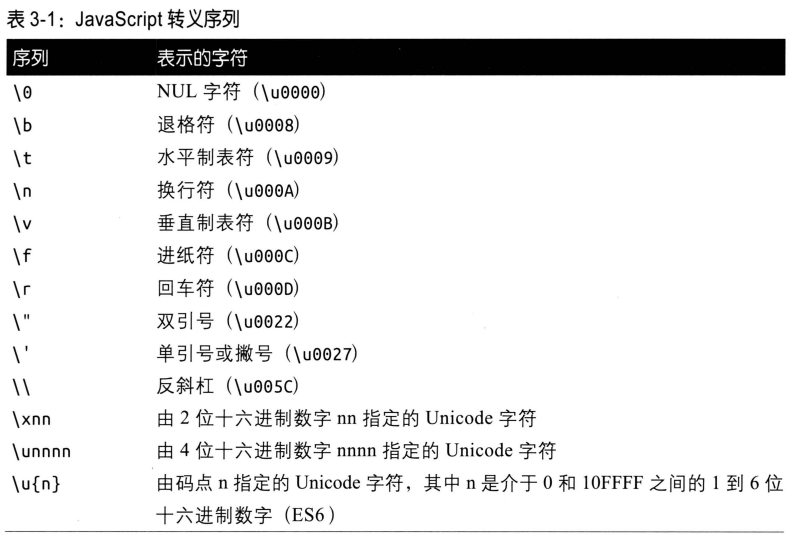 表 3-1：JavaScript 转义序列
序列 表示的字符
\0 NUL 字符（\u0000）
\b 退格符（\u0008）
\t 水平制表符（\u0009）
\n 换行符（\u000A）
\v 垂直制表符（\u000B）
\f 进纸符（\u000C）
\r 回车符（\u000D）
\" 双引号（\u0022）
\' 单引号或撇号（\u0027）
\\ 反斜杠（\u005C）
\xnn 由 2 位十六进制数字 nn 指定的 Unicode 字符
\unnnn 由 4 位十六进制数字 nnnn 指定的 Unicode 字符
\u{n} 由码点 n 指定的 Unicode 字符，其中 n 是介于 0 和 10FFFF 之间的 1 到 6 位
十六进制数字（ES6）